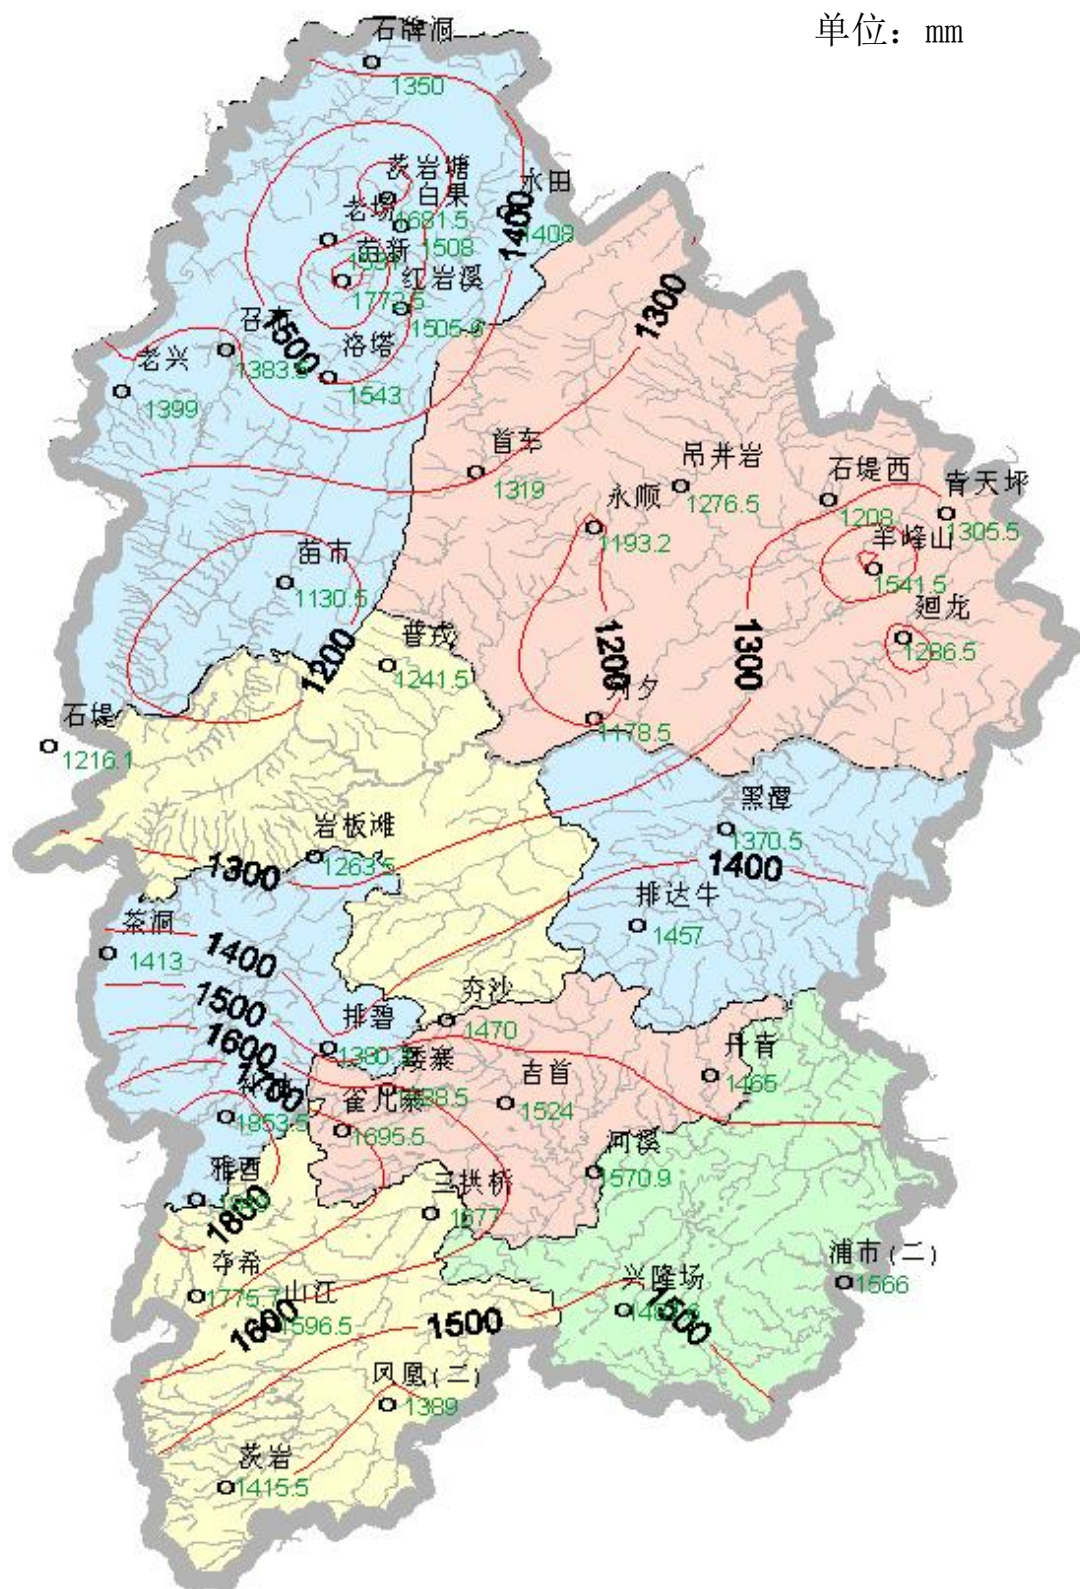 单位：mm
石牌洞
1350
茨岩塘
1681.5
白果
1508
水田
1408
老场
苗新
1772.5
红岩溪
1505.6
召市
1383.5
1500
1400
1300
洛塔
1543
老兴
1399
首车
1319
吊井岩
1276.5
永顺
1193.2
石堤西
1208
青天坪
1305.5
羊峰山
1541.5
苗市
1130.5
廻龙
1286.5
1200
普戎
1241.5
1200
1300
1178.5
石堤
1216.1
黑潭
1370.5
岩板滩
1263.5
1300
1400
排达牛
1457
茶洞
1413
1400
1500
1600
1700
夯沙
1470
排碧
丹青
1465
吉首
1524
1853.5
1695.5
河溪
1570.9
雅酉
1800
三拱桥
1677
浦市(二)
1566
夺希
1775.7
山江
1596.5
1600
1500
兴隆场
1500
凤凰(二)
1389
茨岩
1415.5